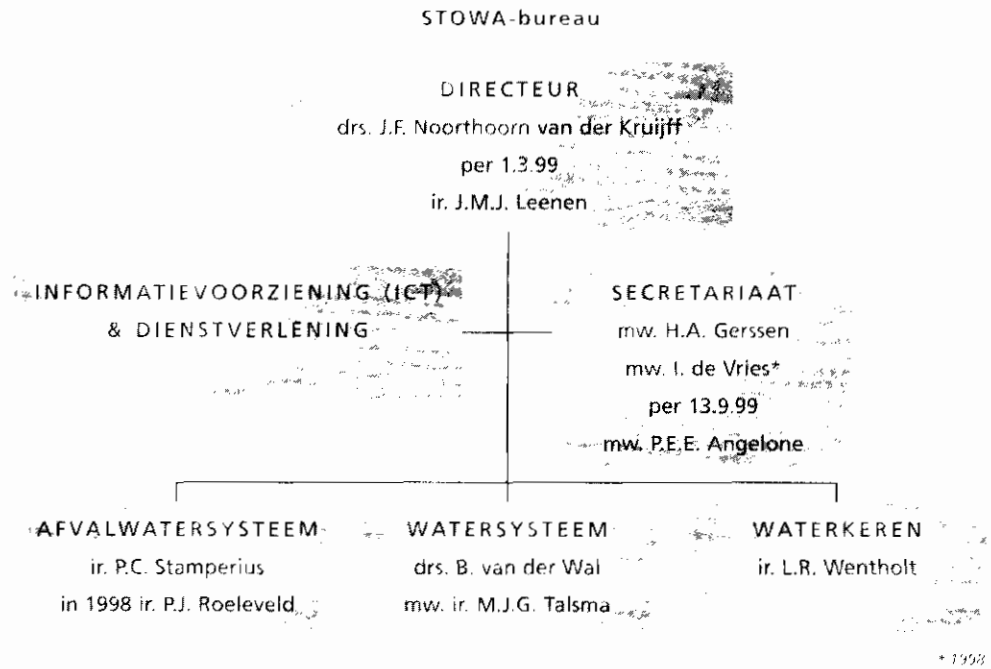 STOWA-bureau
DIRECTEUR
drs. J.F. Noorthoorn van der Kruijff
per 1.3.99
ir. J.M.J. Leenen
INFORMATIEVOORZIENING (ICT)
& DIENSTVERLENING
SECRETARIAAT
mw. H.A. Gerssen
mw. I. de Vries*
per 13.9.99
mw. P.E.E. Angelone
AFVALWATERSYSTEEM
ir. P.C. Stamperius
in 1998 ir. P.J. Roeleveld
WATERSYSTEEM
drs. B. van der Wal
mw. ir. M.J.G. Talsma
WATERKEREN
ir. L.R. Wentholt
* 1998